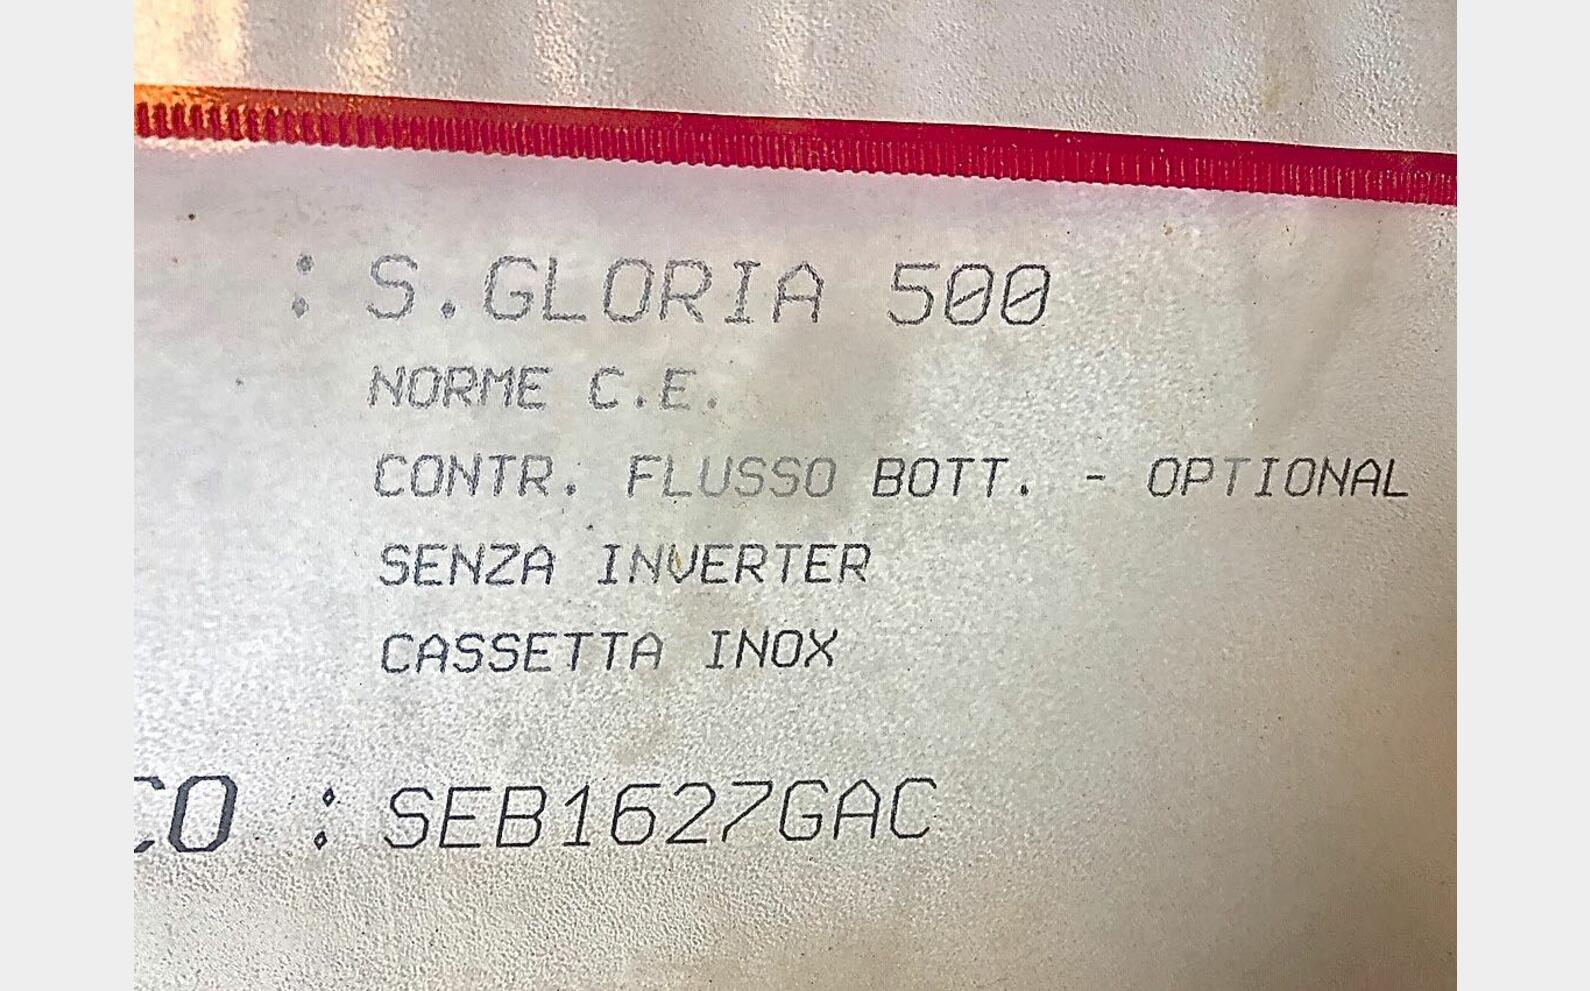 : S.GLORIA 500
NORME C.E.
CONTR. FLUSSO BOTT. - OPTIONAL
SENZA INVERTER
CASSETTA INOX
CO : SEB1627GAC